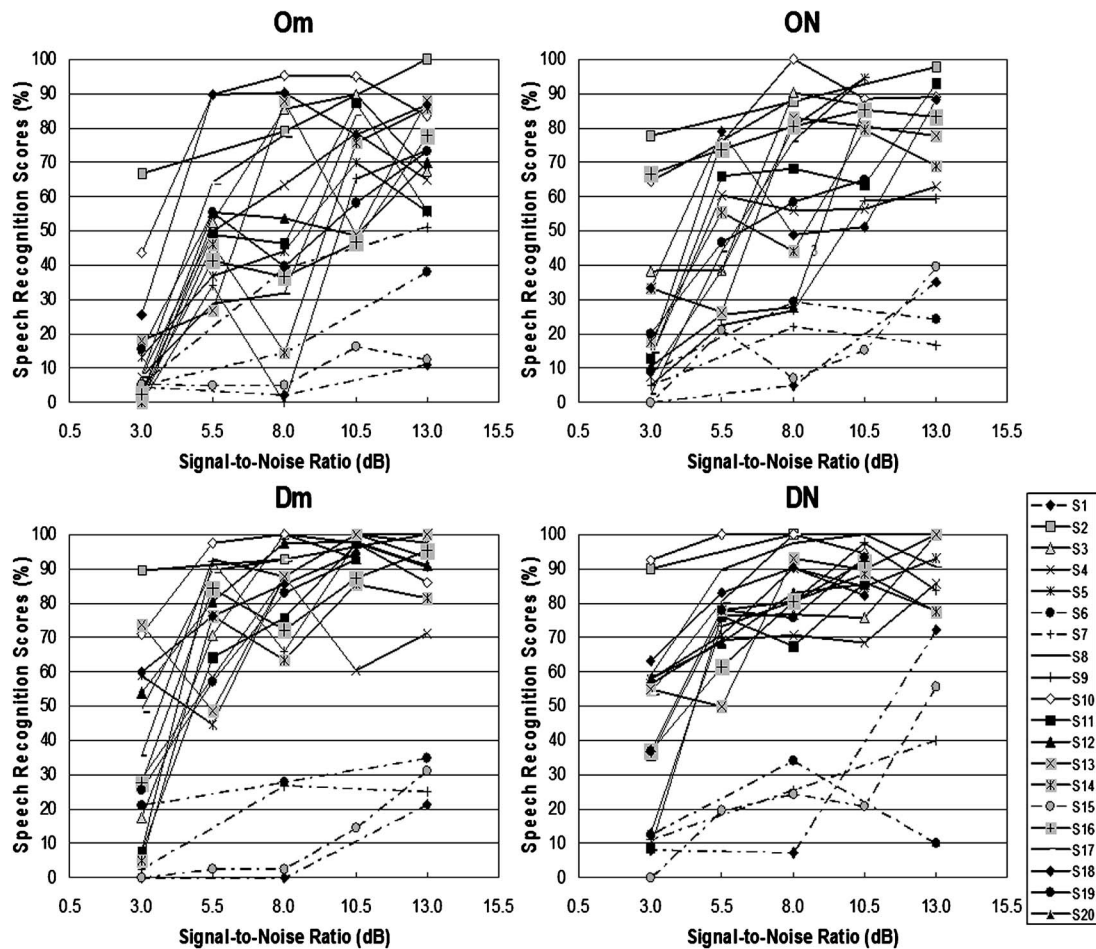 Om
ON
Speech Recognition Scores (%)
100
90
80
70
60
50
40
30
20
10
0
0.5 3.0 5.5 8.0 10.5 13.0 15.5
Signal-to-Noise Ratio (dB)
Speech Recognition Scores (%)
100
90
80
70
60
50
40
30
20
10
0
3
0.5 3.0 5.5 8.0 10.5 13.0 15.5
Signal-to-Noise Ratio (dB)
Dm
DN
Speech Recognition Scores (%)
100
90
80
70
60
50
40
30
20
10
0
0.5 3.0 5.5 8.0 10.5 13.0 15.5
Signal-to-Noise Ratio (dB)
Speech Recognition Scores (%)
100
90
80
70
60
50
40
30
20
10
0
0.5 3.0 5.5 8.0 10.5 13.0 15.5
Signal-to-Noise Ratio (dB)
S1
S2
S3
S4
S5
S6
S7
S8
S9
S10
S11
S12
S13
S14
S15
S16
S17
S18
S19
S20